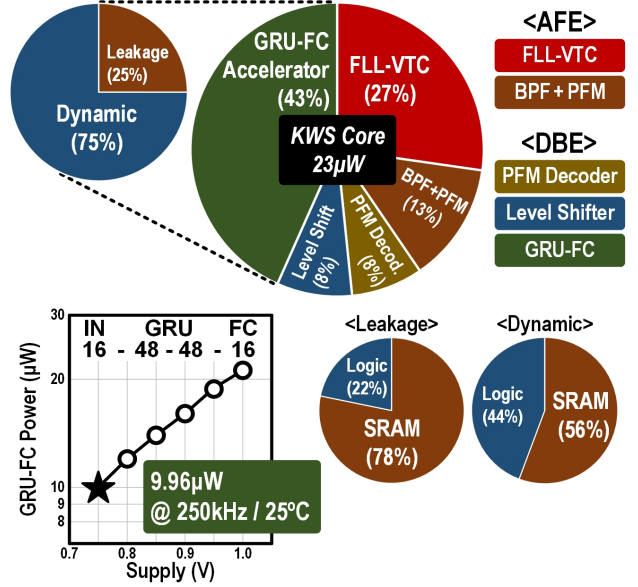 Leakage
(25%)
Dynamic
(75%)
GRU-FC
Accelerator
(43%)
FLL-VTC
(27%)
KWS Core
23µW
BPF+PFM
(13%)
PFM Decod.
(8%)
Level Shift
(8%)
<AFE>
FLL-VTC
BPF+PFM
<DBE>
PFM Decoder
Level Shifter
GRU-FC
GRU-FC Power (µW)
30
20
10
9
8
IN GRU FC
16 - 48 - 48 - 16
9.96µW
@ 250kHz / 25ºC
0.7 0.8 0.9 1.0
Supply (V)
<Leakage>
Logic
(22%)
SRAM
(78%)
<Dynamic>
Logic
(44%)
SRAM
(56%)